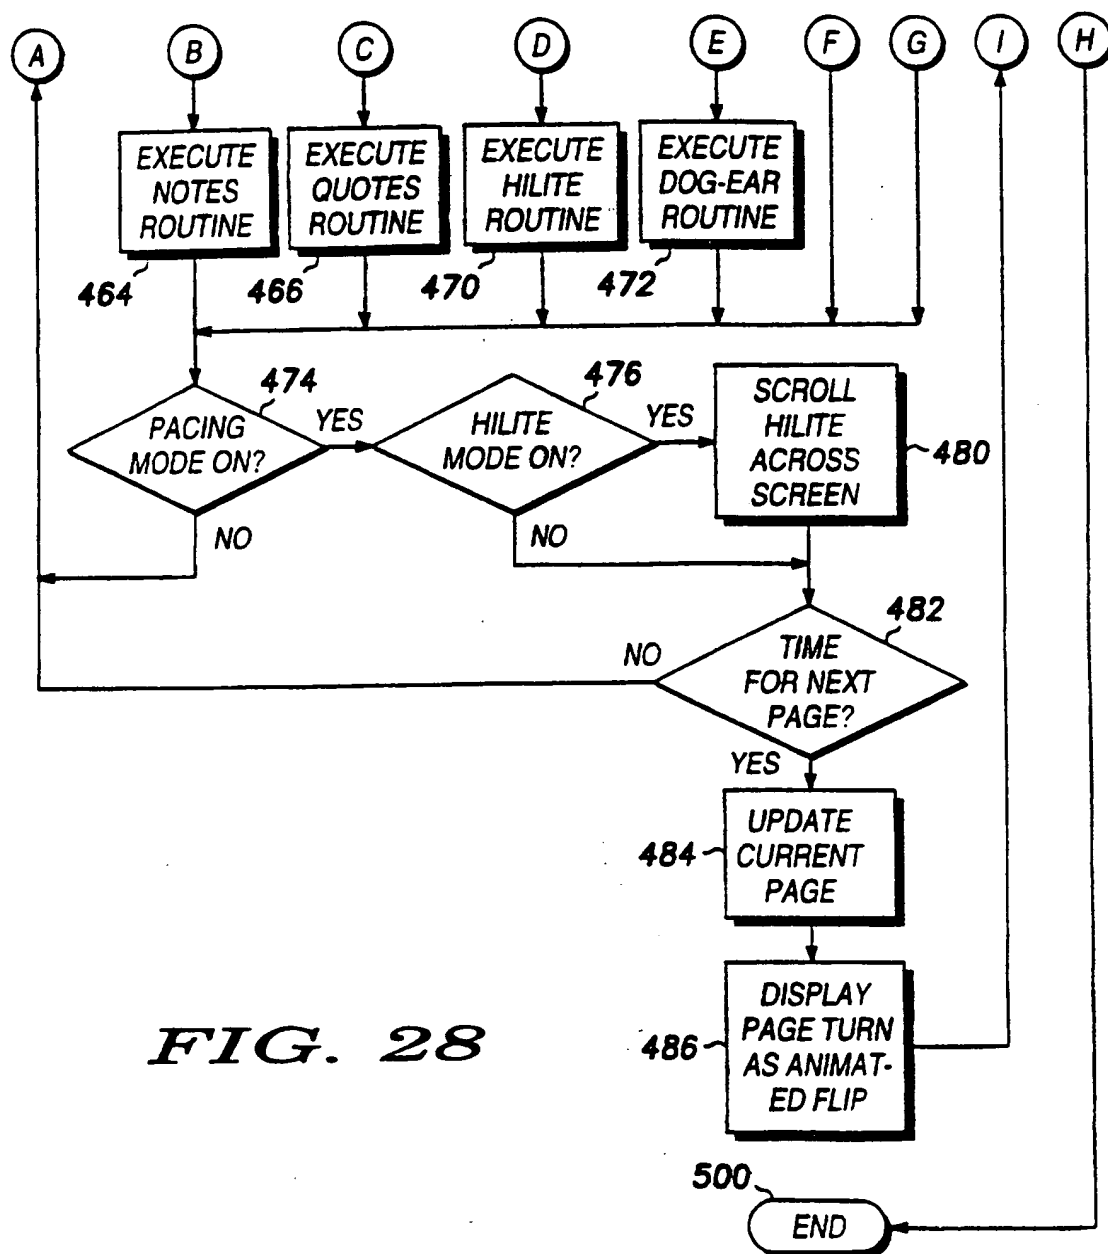 A B C D E F G I H
EXECUTE
NOTES
ROUTINE
464
EXECUTE
QUOTES
ROUTINE
466
EXECUTE
HILITE
ROUTINE
470
EXECUTE
DOG-EAR
ROUTINE
472
PACING
MODE ON?
474
YES
NO
HILITE
MODE ON?
476
YES
NO
SCROLL
HILITE
ACROSS
SCREEN
480
TIME
FOR NEXT
PAGE?
482
NO
YES
UPDATE
CURRENT
PAGE
484
DISPLAY
PAGE TURN
AS ANIMAT-
ED FLIP
486
FIG. 28
500
END